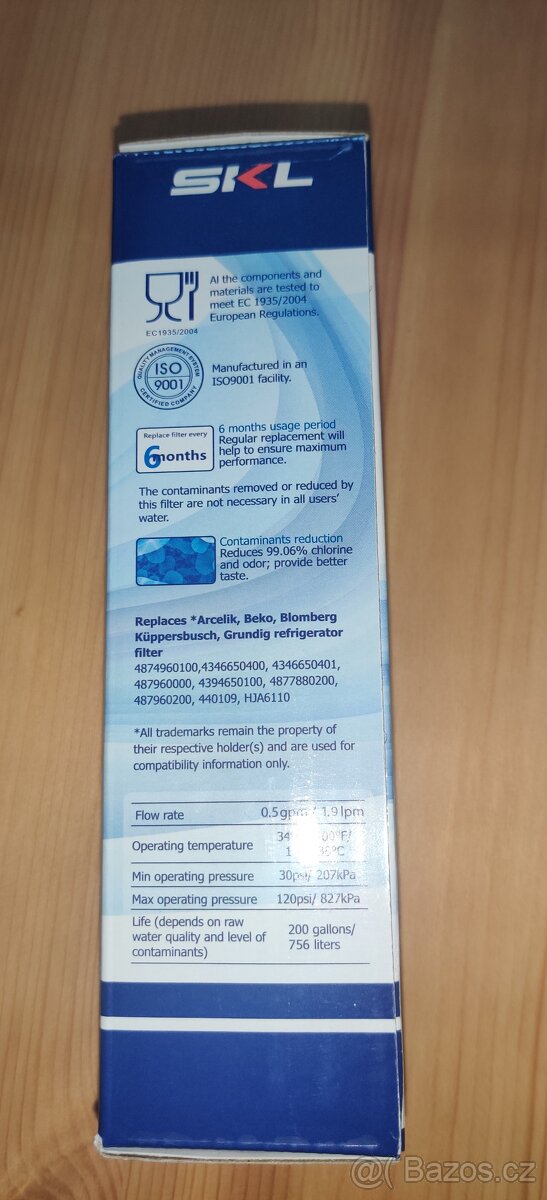 SKL
Al the components and
materials are tested to
meet EC 1935/2004
European Regulations.
EC1935/2004
QUALITY MANAGEMENT SYSTEM
ISO
9001
CERTIFIED COMPANY
Manufactured in an
ISO9001 facility.
Replace filter every
6months
6 months usage period
Regular replacement will
help to ensure maximum
performance.
The contaminants removed or reduced by
this filter are not necessary in all users'
water.
Contaminants reduction
Reduces 99.06% chlorine
and odor; provide better
taste.
Replaces *Arcelik, Beko, Blomberg
Küppersbusch, Grundig refrigerator
filter
4874960100,4346650400, 4346650401,
487960000, 4394650100, 4877880200,
487960200, 440109, HJA6110
*All trademarks remain the property of
their respective holder(s) and are used for
compatibility information only.
Flow rate 0.5gpm/ 1.9lpm
Operating temperature
Min operating pressure 30psi/ 207kPa
Max operating pressure 120psi/ 827kPa
Life (depends on raw
water quality and level of
contaminants)
200 gallons/
756 liters
Bazos.cz